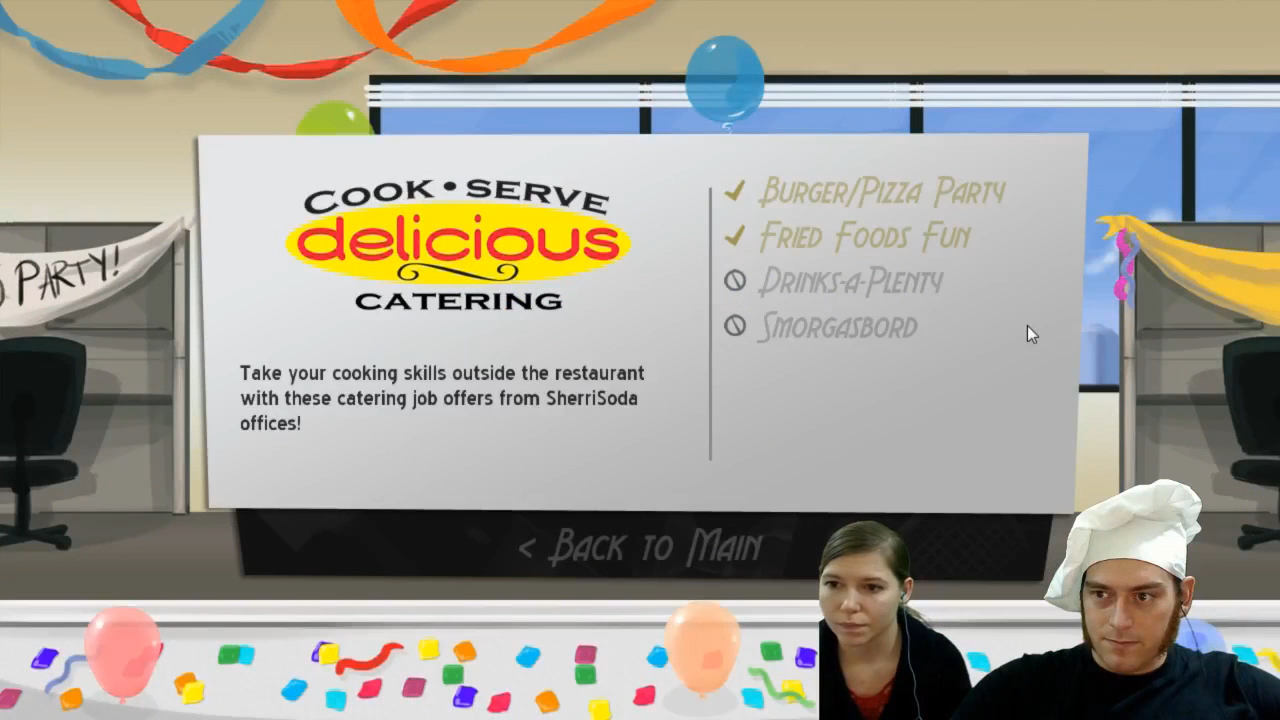 COOK • SERVE
delicious
CATERING
Take your cooking skills outside the restaurant
with these catering job offers from SherriSoda
offices!
BURGER/PIZZA PARTY
FRIED FOODS FUN
DRINKS-A-PLENTY
SMORGASBORD
PARTY!
< BACK TO MAIN